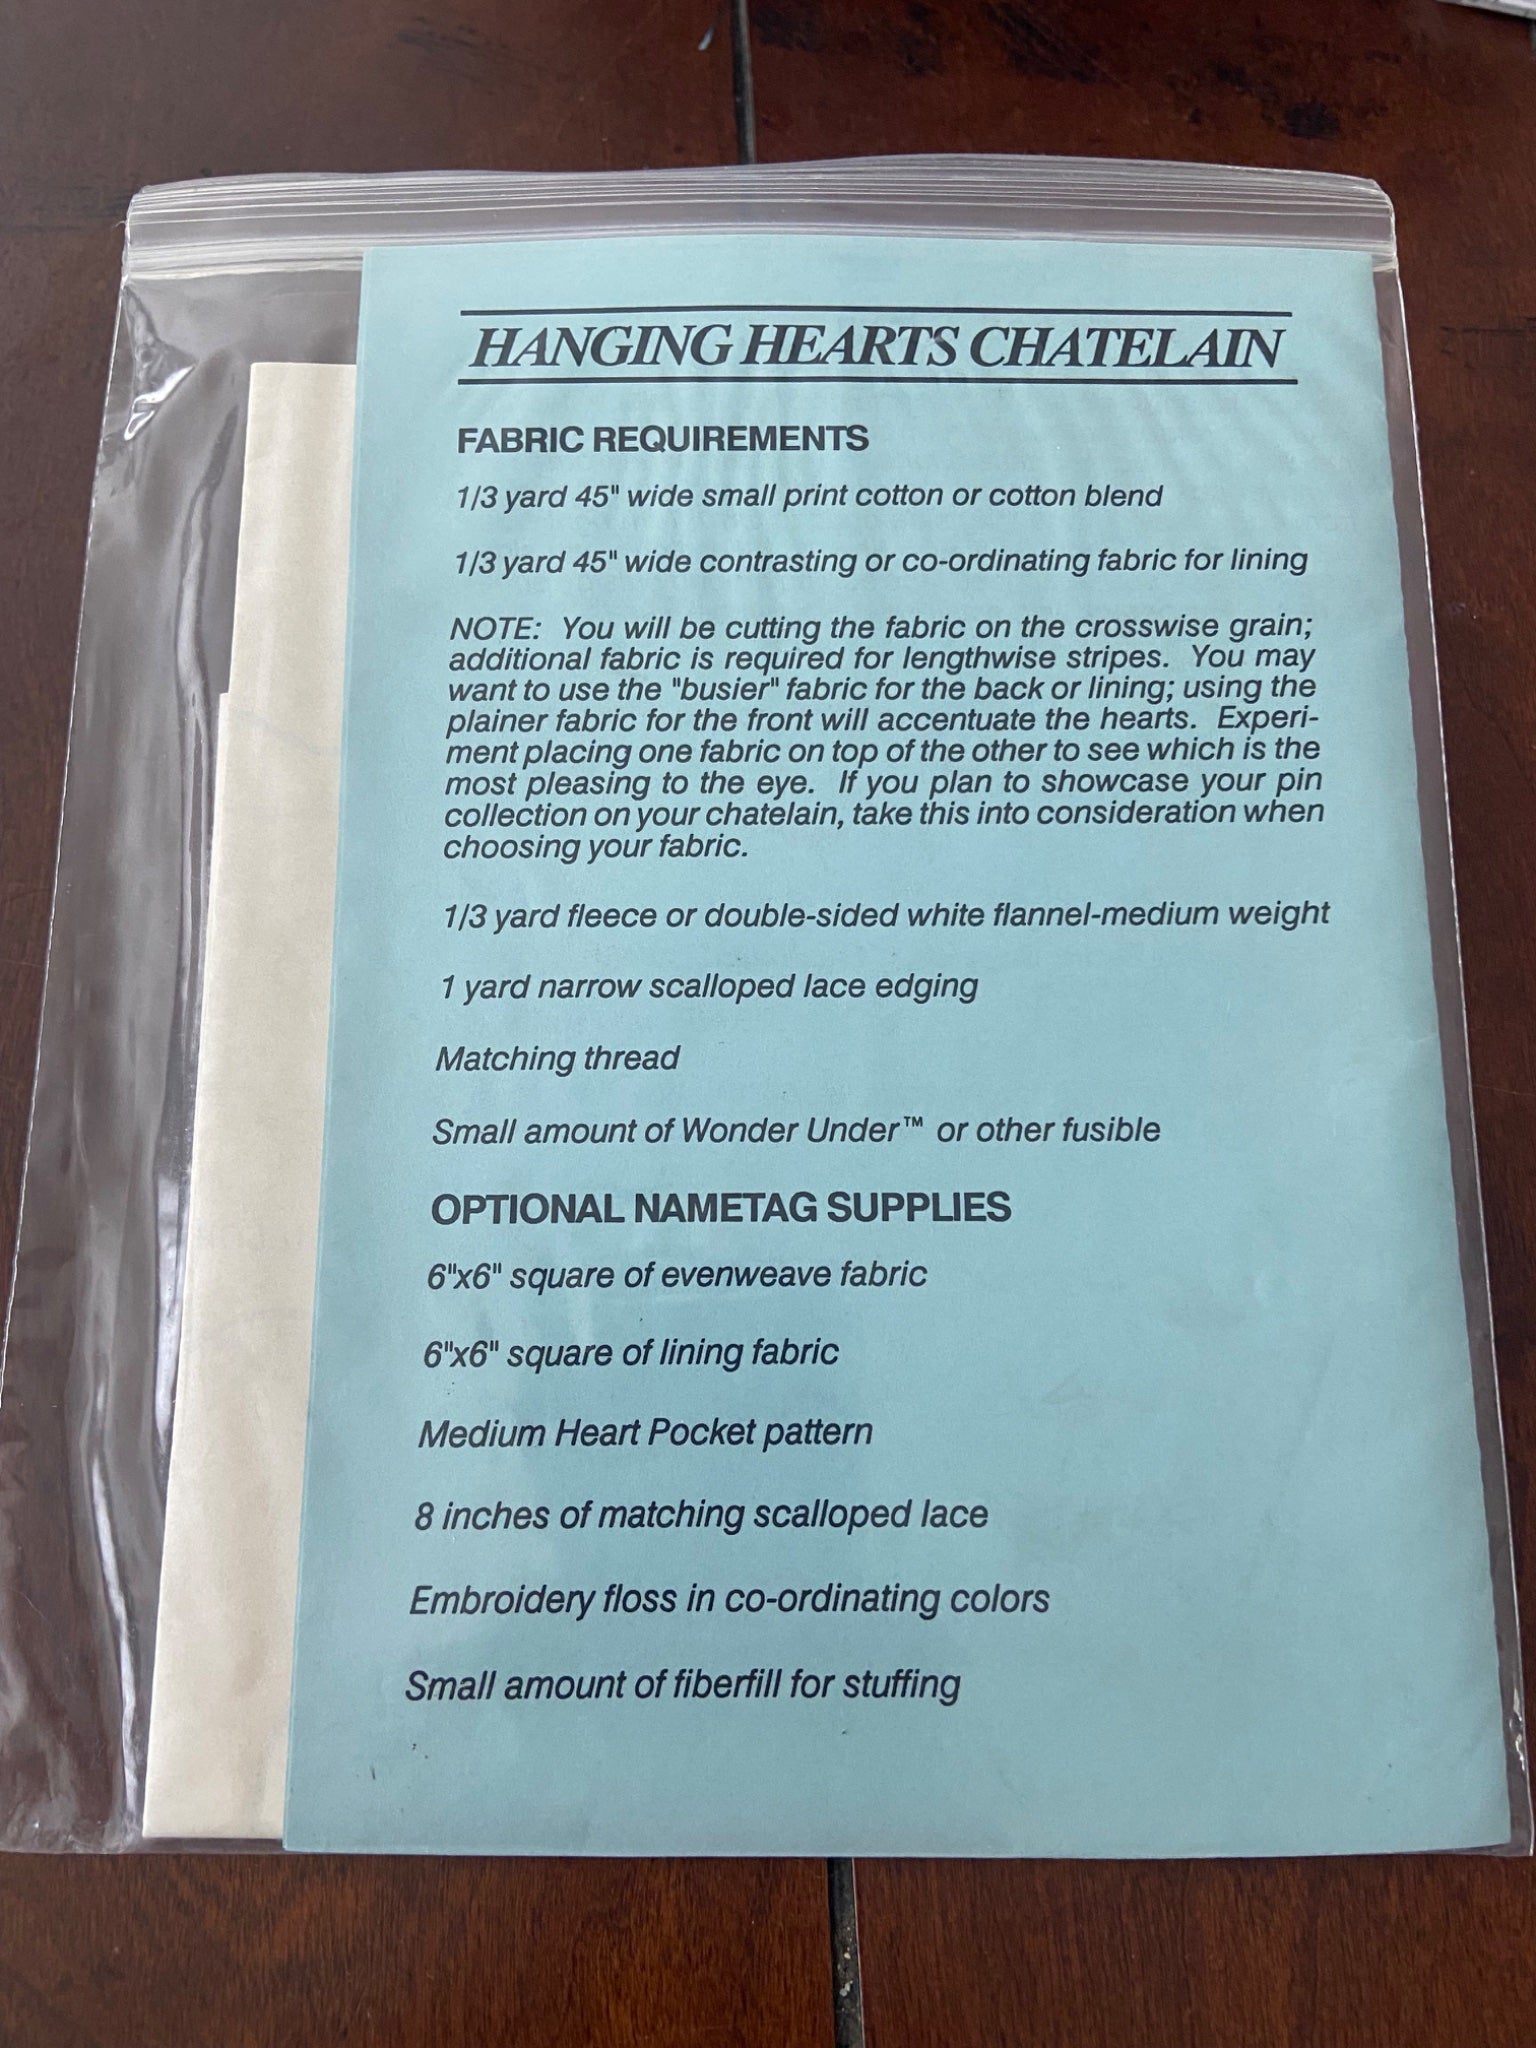 HANGING HEARTS CHATELAIN
FABRIC REQUIREMENTS
1/3 yard 45" wide small print cotton or cotton blend
1/3 yard 45" wide contrasting or co-ordinating fabric for lining
NOTE: You will be cutting the fabric on the crosswise grain;
additional fabric is required for lengthwise stripes. You may
want to use the "busier" fabric for the back or lining; using the
plainer fabric for the front will accentuate the hearts. Experi-
ment placing one fabric on top of the other to see which is the
most pleasing to the eye. If you plan to showcase your pin
collection on your chatelain, take this into consideration when
choosing your fabric.
1/3 yard fleece or double-sided white flannel-medium weight
1 yard narrow scalloped lace edging
Matching thread
Small amount of Wonder Under™ or other fusible
OPTIONAL NAMETAG SUPPLIES
6"x6" square of evenweave fabric
6"x6" square of lining fabric
Medium Heart Pocket pattern
8 inches of matching scalloped lace
Embroidery floss in co-ordinating colors
Small amount of fiberfill for stuffing